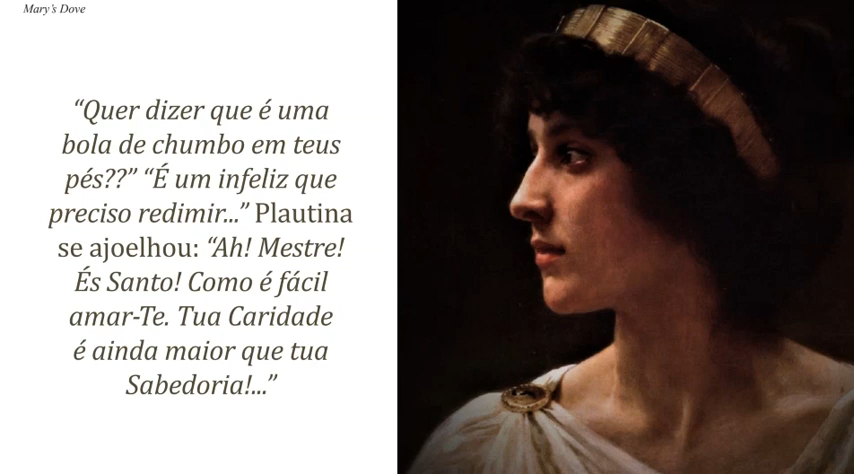 Mary's Dove
“Quer dizer que é uma
bola de chumbo em teus
pés??” “É um infeliz que
preciso redimir...” Plautina
se ajoelhou: “Ah! Mestre!
És Santo! Como é fácil
amar-Te. Tua Caridade
é ainda maior que tua
Sabedoria!...”